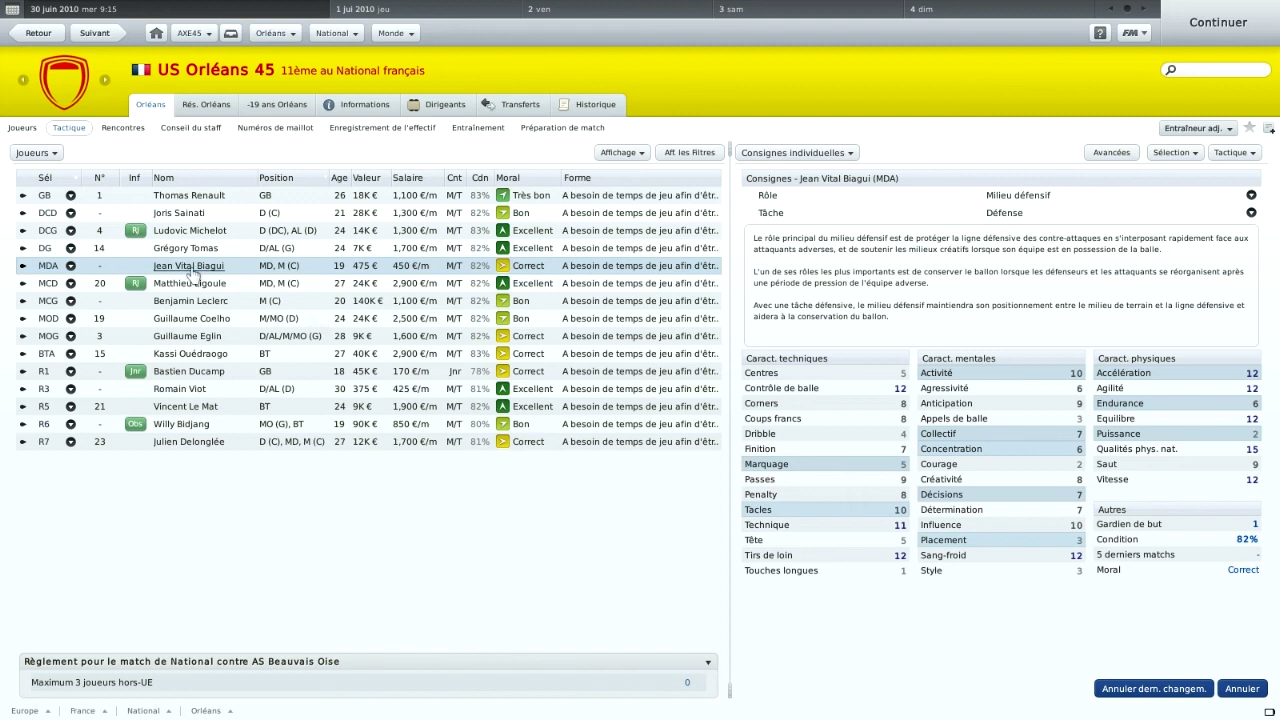 30 juin 2010 mer 9:15
1 jui 2010 jeu
2 ven
3 sam
4 dim
Continuer
Retour
Suivant
AXE45
Orléans
National
Monde
?
FM
US Orléans 45 11ème au National français
Orléans
Rés. Orléans
-19 ans Orléans
Informations
Dirigeants
Transferts
Historique
Joueurs
Tactique
Rencontres
Conseil du staff
Numéros de maillot
Enregistrement de l'effectif
Entraînement
Préparation de match
Entraîneur adj.
Joueurs
Affichage
Aff. les Filtres
Sél N° Inf Nom Position Age Valeur Salaire Cnt Cdn Moral Forme
GB 1 Thomas Renault GB 26 18K € 1,100 €/m M/T 83% Très bon A besoin de temps de jeu afin d'êtr..
DCD - Joris Sainati D (C) 21 28K € 1,300 €/m M/T 82% Bon A besoin de temps de jeu afin d'êtr..
DCG 4 Rj Ludovic Michelot D (DC), AL (D) 24 14K € 1,300 €/m M/T 82% Excellent A besoin de temps de jeu afin d'êtr..
DG 14 Grégory Tomas D/AL (G) 24 7K € 1,700 €/m M/T 82% Excellent A besoin de temps de jeu afin d'êtr..
MDA - Jean Vital Biagui MD, M (C) 19 475 € 450 €/m M/T 82% Correct A besoin de temps de jeu afin d'êtr..
MCD 20 Rj Matthieu Ligoule MD, M (C) 27 24K € 2,900 €/m M/T 82% Excellent A besoin de temps de jeu afin d'êtr..
MCG - Benjamin Leclerc M (C) 20 140K € 1,100 €/m M/T 82% Bon A besoin de temps de jeu afin d'êtr..
MOD 19 Guillaume Coelho M/MO (D) 24 24K € 2,500 €/m M/T 82% Bon A besoin de temps de jeu afin d'êtr..
MOG 3 Guillaume Eglin D/AL/M/MO (G) 28 9K € 1,600 €/m M/T 82% Correct A besoin de temps de jeu afin d'êtr..
BTA 15 Kassi Ouédraogo BT 27 40K € 2,900 €/m M/T 83% Correct A besoin de temps de jeu afin d'êtr..
R1 - Jnr Bastien Ducamp GB 18 45K € 170 €/m Jnr 78% Correct A besoin de temps de jeu afin d'êtr..
R3 - Romain Viot D/AL (D) 30 375 € 425 €/m M/T 81% Excellent A besoin de temps de jeu afin d'êtr..
R5 21 Vincent Le Mat BT 24 9K € 1,900 €/m M/T 82% Excellent A besoin de temps de jeu afin d'êtr..
R6 - Obs Willy Bidjang MO (G), BT 19 90K € 850 €/m M/T 80% Bon A besoin de temps de jeu afin d'êtr..
R7 23 Julien Delonglée D (C), MD, M (C) 27 12K € 1,700 €/m M/T 81% Correct A besoin de temps de jeu afin d'êtr..
Règlement pour le match de National contre AS Beauvais Oise
Maximum 3 joueurs hors-UE 0
Consignes individuelles
Avancées
Sélection
Tactique
Consignes - Jean Vital Biagui (MDA)
Rôle Milieu défensif
Tâche Défense
Le rôle principal du milieu défensif est de protéger la ligne défensive des contre-attaques en s'interposant rapidement face aux
attaquants adverses, et de soutenir les milieux créatifs lorsque son équipe est en possession de la balle.
L'un de ses rôles les plus importants est de conserver le ballon lorsque les défenseurs et les attaquants se réorganisent après
une période de pression de l'équipe adverse.
Avec une tâche défensive, le milieu défensif maintiendra son positionnement entre le milieu de terrain et la ligne défensive et
aidera à la conservation du ballon.
Caract. techniques
Centres 5
Contrôle de balle 12
Corners 8
Coups francs 8
Dribble 4
Finition 7
Marquage 5
Passes 9
Penalty 8
Tacles 10
Technique 11
Tête 5
Tirs de loin 12
Touches longues 1
Caract. mentales
Activité 10
Agressivité 6
Anticipation 9
Appels de balle 3
Collectif 7
Concentration 6
Courage 2
Créativité 8
Décisions 7
Détermination 7
Influence 10
Placement 3
Sang-froid 12
Style 3
Caract. physiques
Accélération 12
Agilité 12
Endurance 6
Equilibre 12
Puissance 2
Qualités phys. nat. 15
Saut 9
Vitesse 12
Autres
Gardien de but 1
Condition 82%
5 derniers matchs -
Moral Correct
Annuler dern. changem.
Annuler
Europe
France
National
Orléans